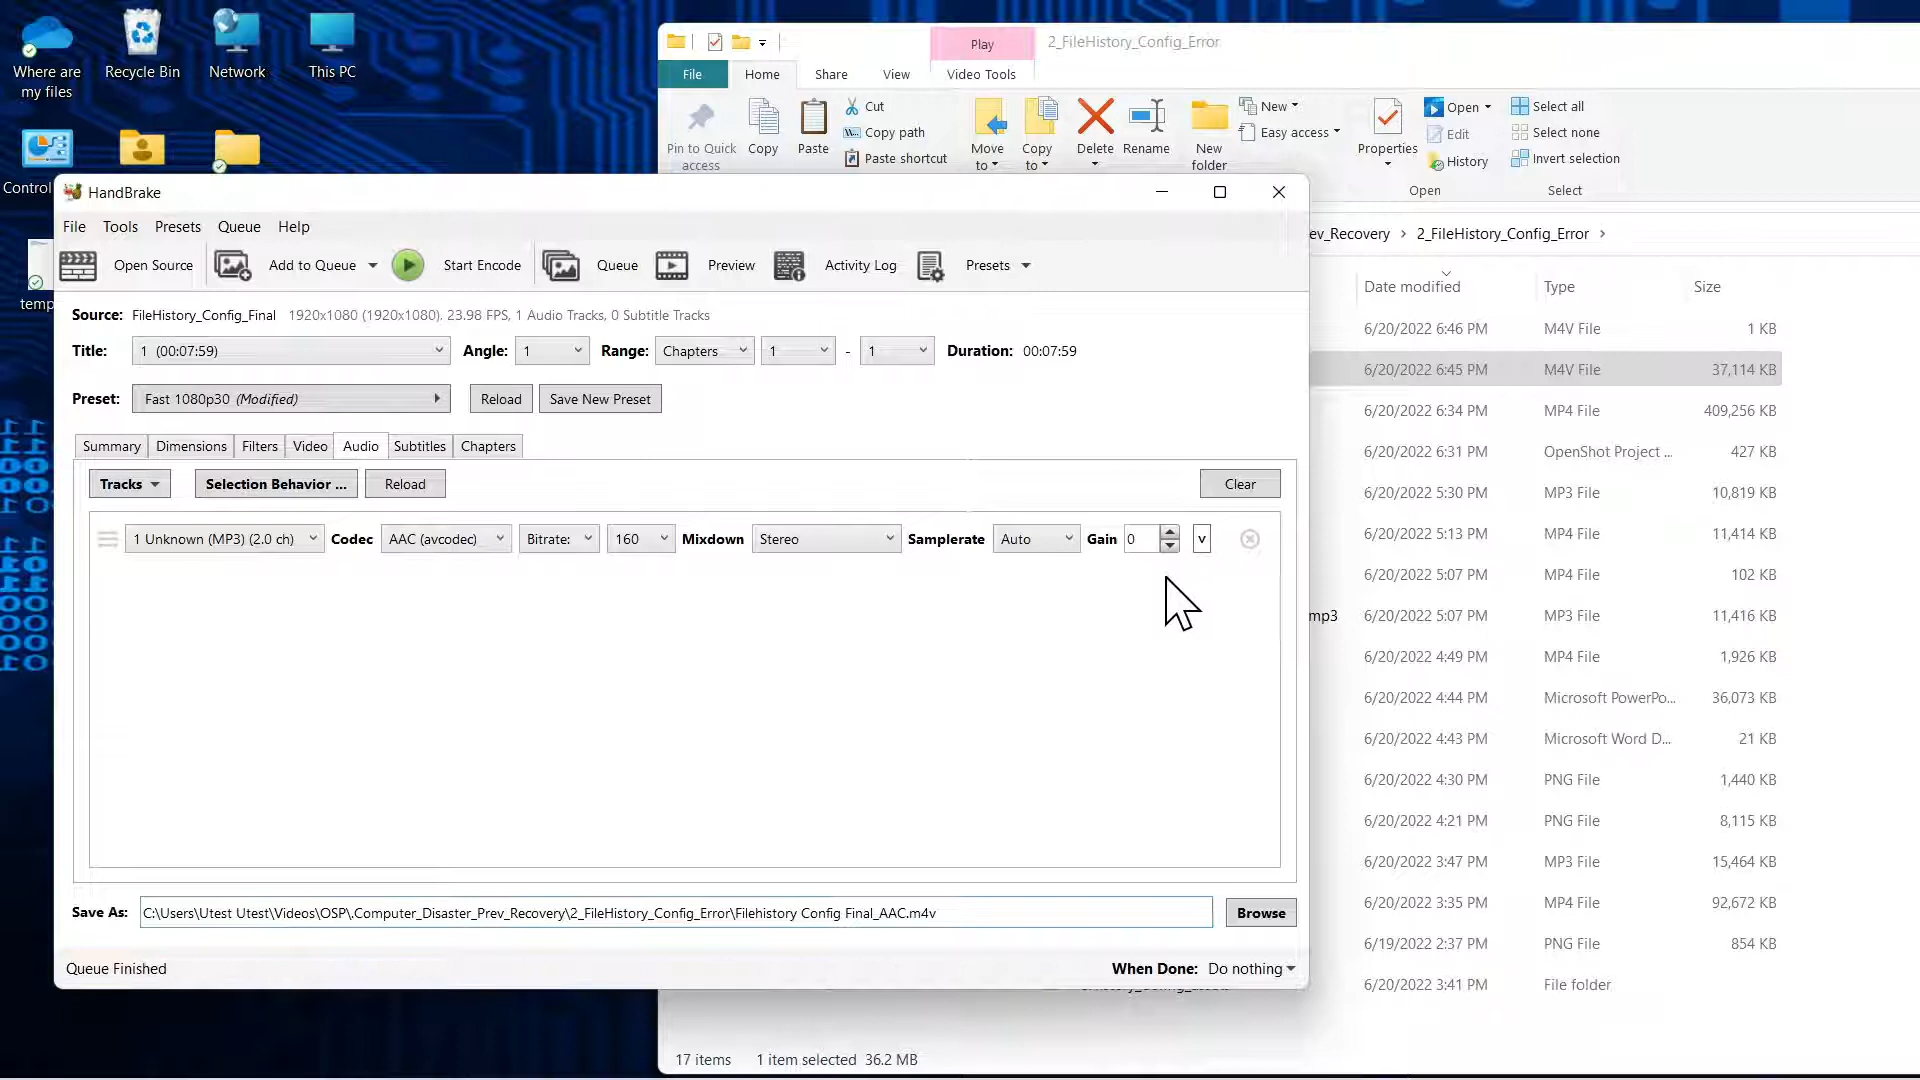 Where are
my files
Recycle Bin
Network
This PC
Control
temp
Play
2_FileHistory_Config_Error
File
Home
Share
View
Video Tools
Pin to Quick
access
Copy
Paste
Cut
Copy path
Paste shortcut
Move
to
Copy
to
Delete
Rename
New
folder
New
Easy access
Properties
Open
Edit
History
Open
Select all
Select none
Invert selection
Select
HandBrake
File Tools Presets Queue Help
Open Source
Add to Queue
Start Encode
Queue
Preview
Activity Log
Presets
Source: FileHistory_Config_Final 1920x1080 (1920x1080). 23.98 FPS, 1 Audio Tracks, 0 Subtitle Tracks
Title: 1 (00:07:59) Angle: 1 Range: Chapters 1 - 1 Duration: 00:07:59
Preset: Fast 1080p30 (Modified) Reload Save New Preset
Summary Dimensions Filters Video Audio Subtitles Chapters
Tracks Selection Behavior ... Reload Clear
1 Unknown (MP3) (2.0 ch) Codec AAC (avcodec) Bitrate: 160 Mixdown Stereo Samplerate Auto Gain 0 v
Save As: C:\Users\Utest Utest\Videos\OSP\.Computer_Disaster_Prev_Recovery\2_FileHistory_Config_Error\Filehistory Config Final_AAC.m4v Browse
Queue Finished
When Done: Do nothing
ev_Recovery › 2_FileHistory_Config_Error ›
Date modified Type Size
6/20/2022 6:46 PM M4V File 1 KB
6/20/2022 6:45 PM M4V File 37,114 KB
6/20/2022 6:34 PM MP4 File 409,256 KB
6/20/2022 6:31 PM OpenShot Project ... 427 KB
6/20/2022 5:30 PM MP3 File 10,819 KB
6/20/2022 5:13 PM MP4 File 11,414 KB
6/20/2022 5:07 PM MP4 File 102 KB
mp3 6/20/2022 5:07 PM MP3 File 11,416 KB
6/20/2022 4:49 PM MP4 File 1,926 KB
6/20/2022 4:44 PM Microsoft PowerPo... 36,073 KB
6/20/2022 4:43 PM Microsoft Word D... 21 KB
6/20/2022 4:30 PM PNG File 1,440 KB
6/20/2022 4:21 PM PNG File 8,115 KB
6/20/2022 3:47 PM MP3 File 15,464 KB
6/20/2022 3:35 PM MP4 File 92,672 KB
6/19/2022 2:37 PM PNG File 854 KB
6/20/2022 3:41 PM File folder
17 items 1 item selected 36.2 MB